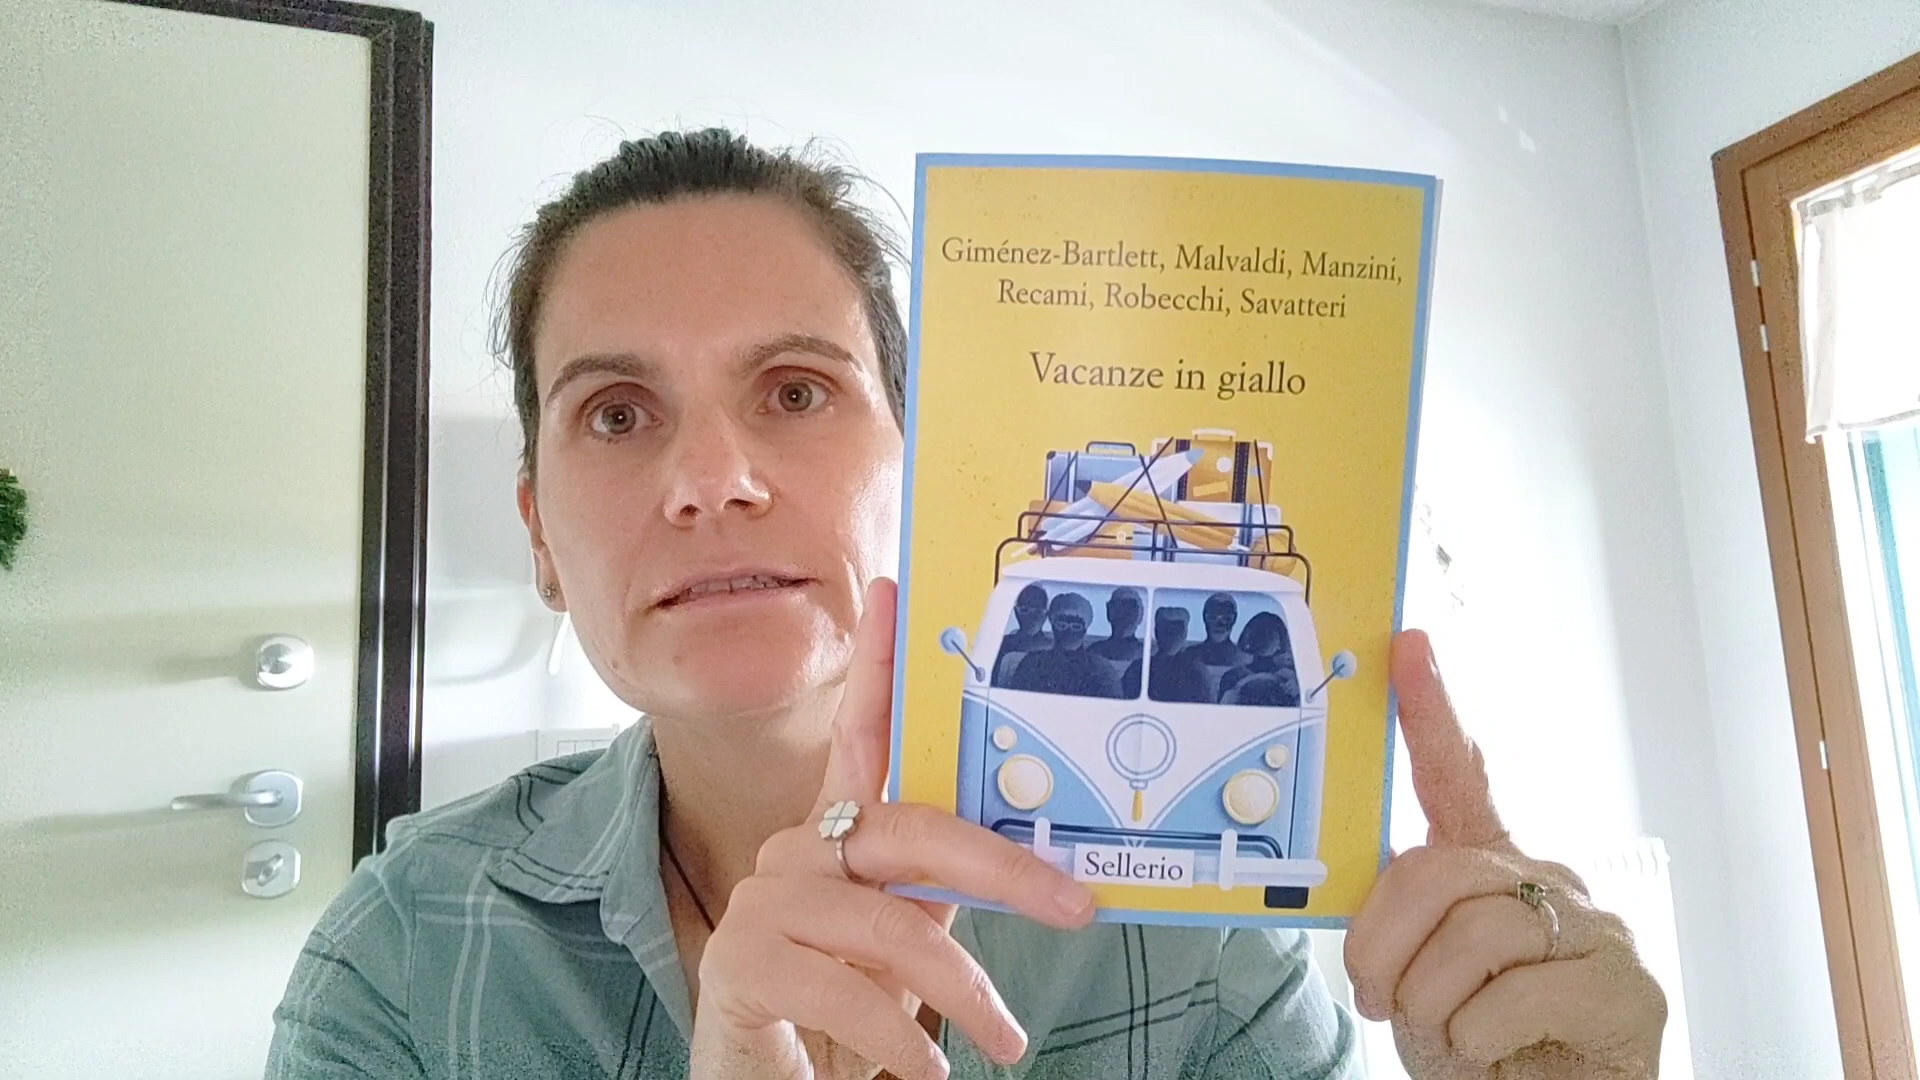 Giménez-Bartlett, Malvaldi, Manzini,
Recami, Robecchi, Savatteri
Vacanze in giallo
Sellerio